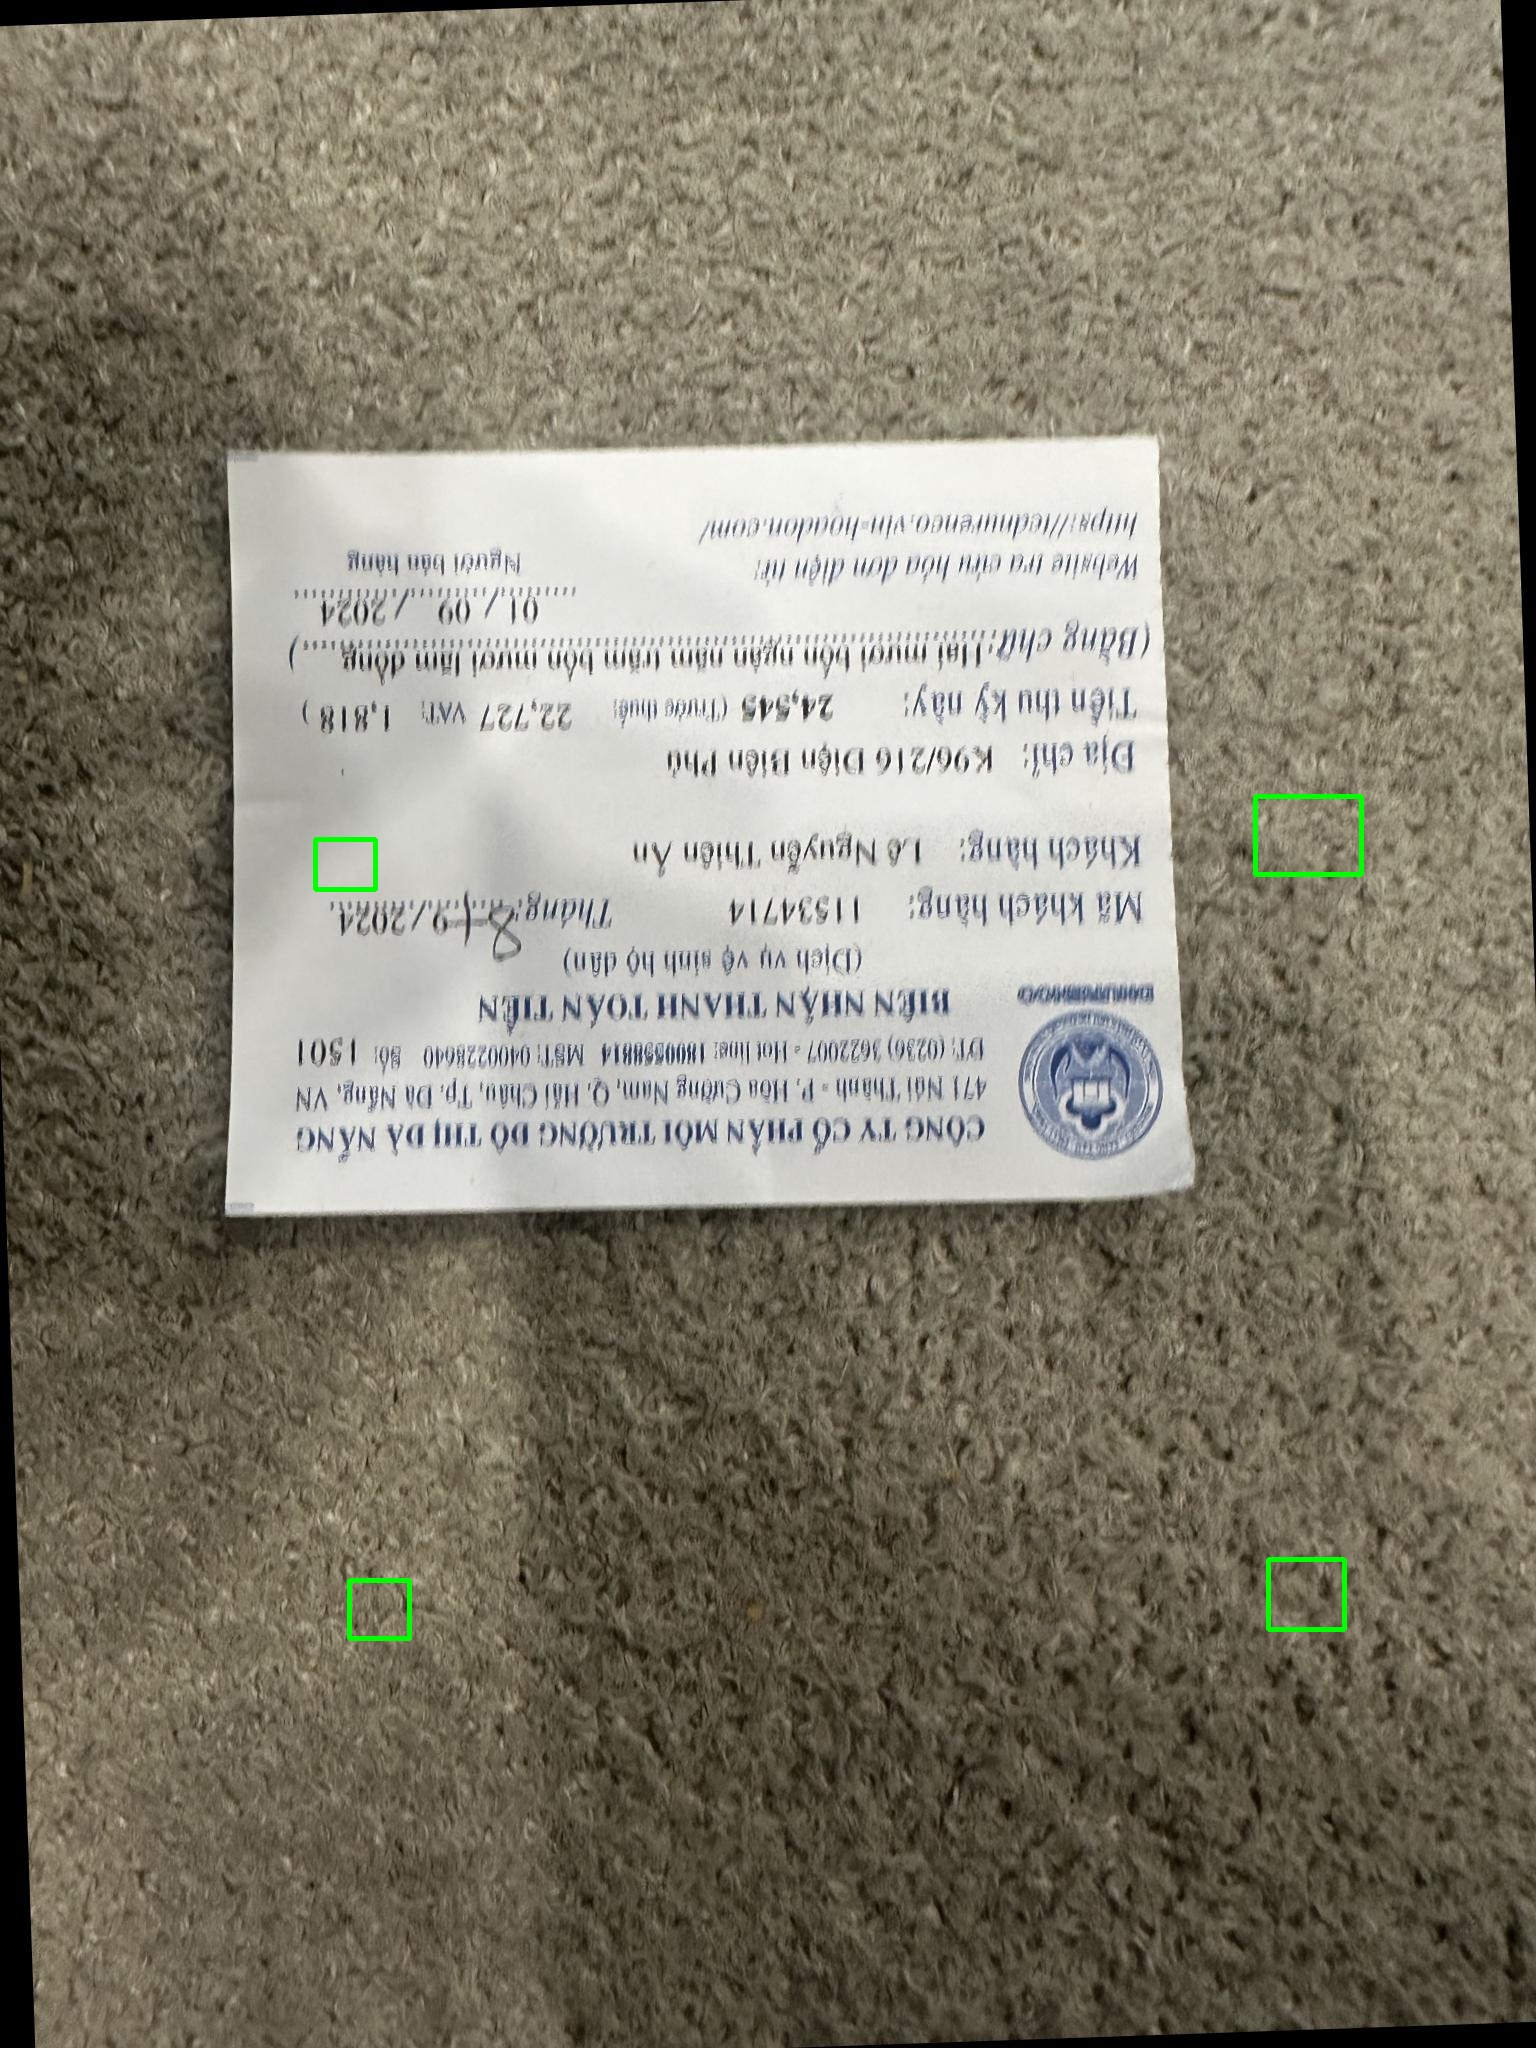 CÔNG TY CỔ PHẦN MÔI TRƯỜNG ĐÔ THỊ ĐÀ NẴNG
471 Núi Thành - P. Hòa Cường Nam, Q. Hải Châu, Tp. Đà Nẵng, VN
ĐT: (0236) 3622007 - Hot line: 1800558814 MST: 0400228640 Số: 1501
BIÊN NHẬN THANH TOÁN TIỀN
(Dịch vụ vệ sinh hộ dân)
Mã khách hàng: 11534714 Tháng: 9/2024
8
Khách hàng: Lê Nguyễn Thiên Ân
Địa chỉ: K96/216 Điện Biên Phủ
Tiền thu kỳ này: 24,545 (Trước thuế: 22,727 VAT: 1,818 )
(Bằng chữ: Hai mươi bốn ngàn năm trăm bốn mươi lăm đồng ....)
01 / 09 / 2024
Website tra cứu hóa đơn điện tử: Người bán hàng
https://tcdnurenco.vin-hoadon.com/